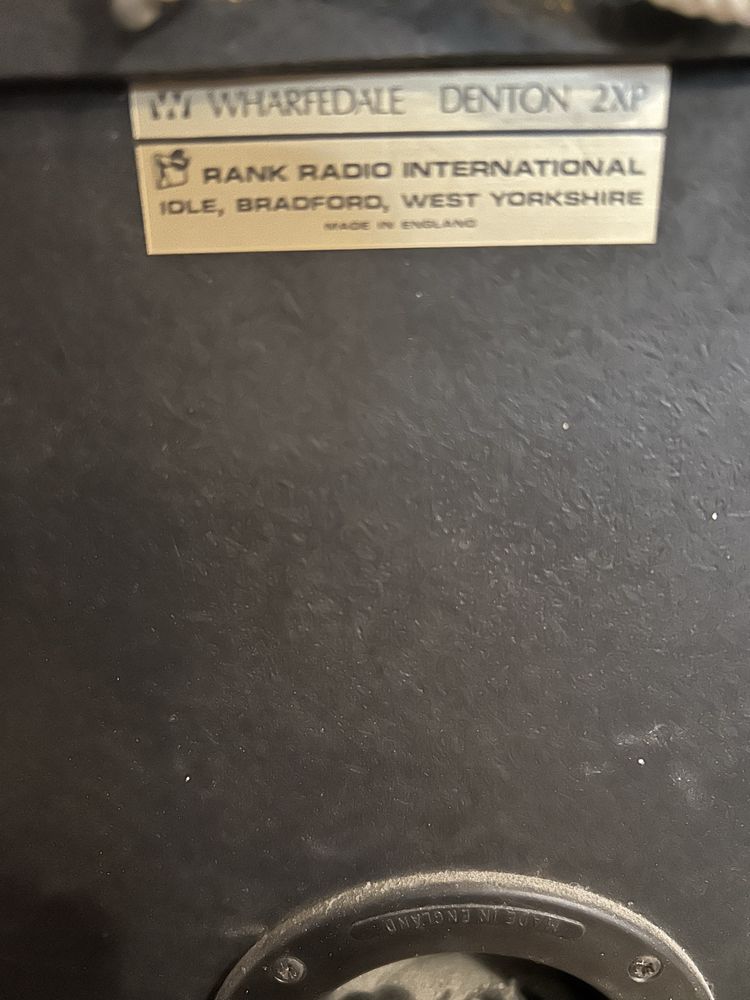 W WHARFEDALE DENTON 2XP
RANK RADIO INTERNATIONAL
IDLE, BRADFORD, WEST YORKSHIRE
MADE IN ENGLAND
MADE IN ENGLAND